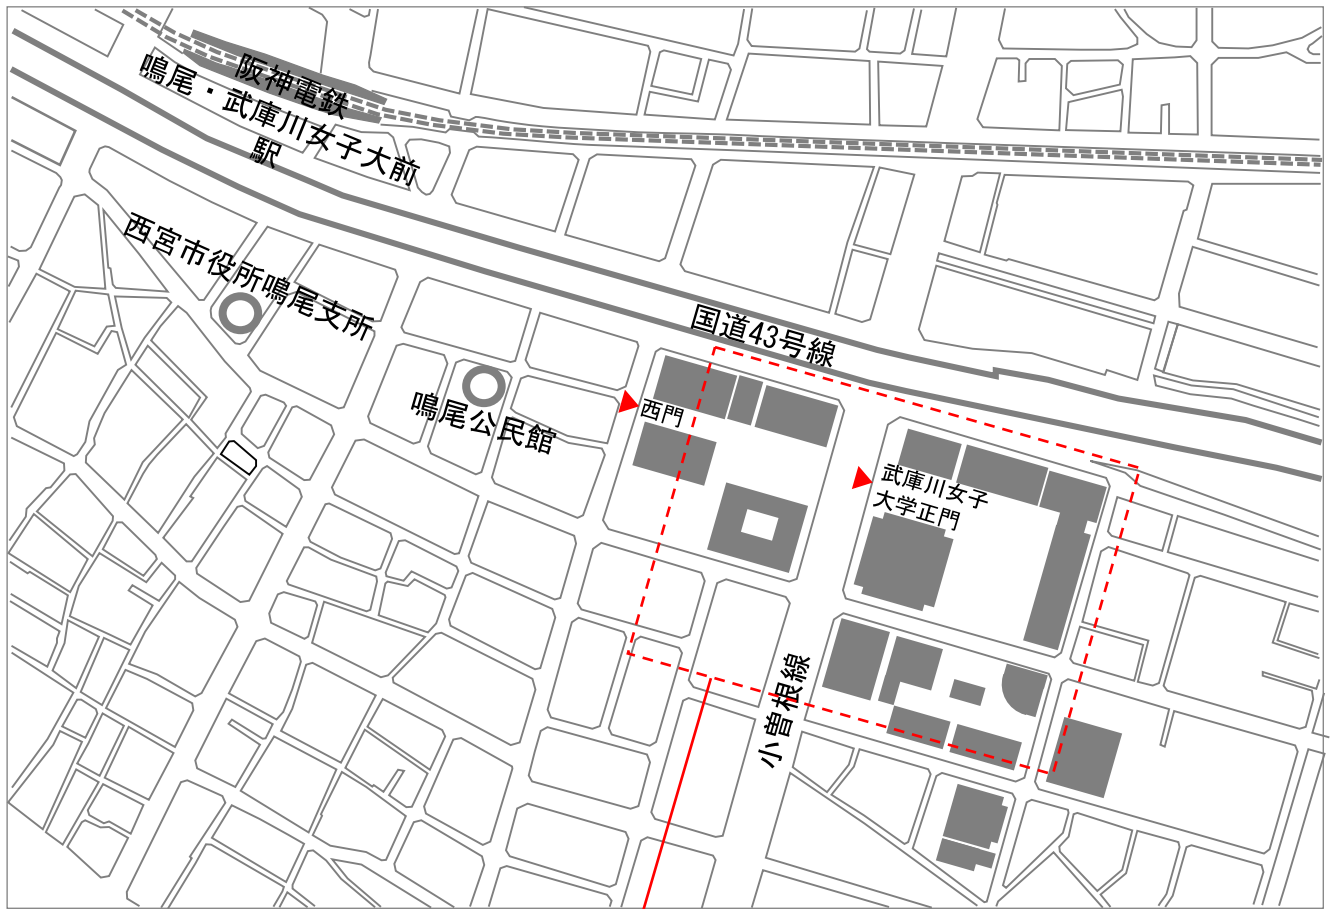 阪神電鉄
鳴尾・武庫川女子大前
駅
西宮市役所鳴尾支所
国道43号線
鳴尾公民館
西門
武庫川女子
大学正門
小曽根線